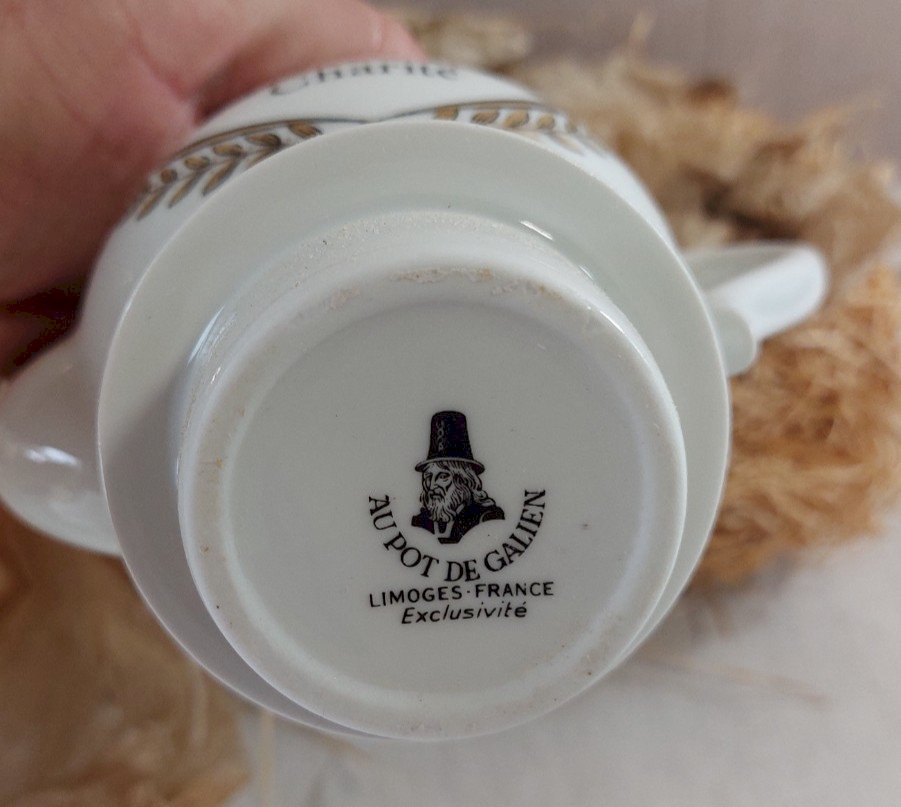 Charité
AU POT DE GALIEN
LIMOGES·FRANCE
Exclusivité